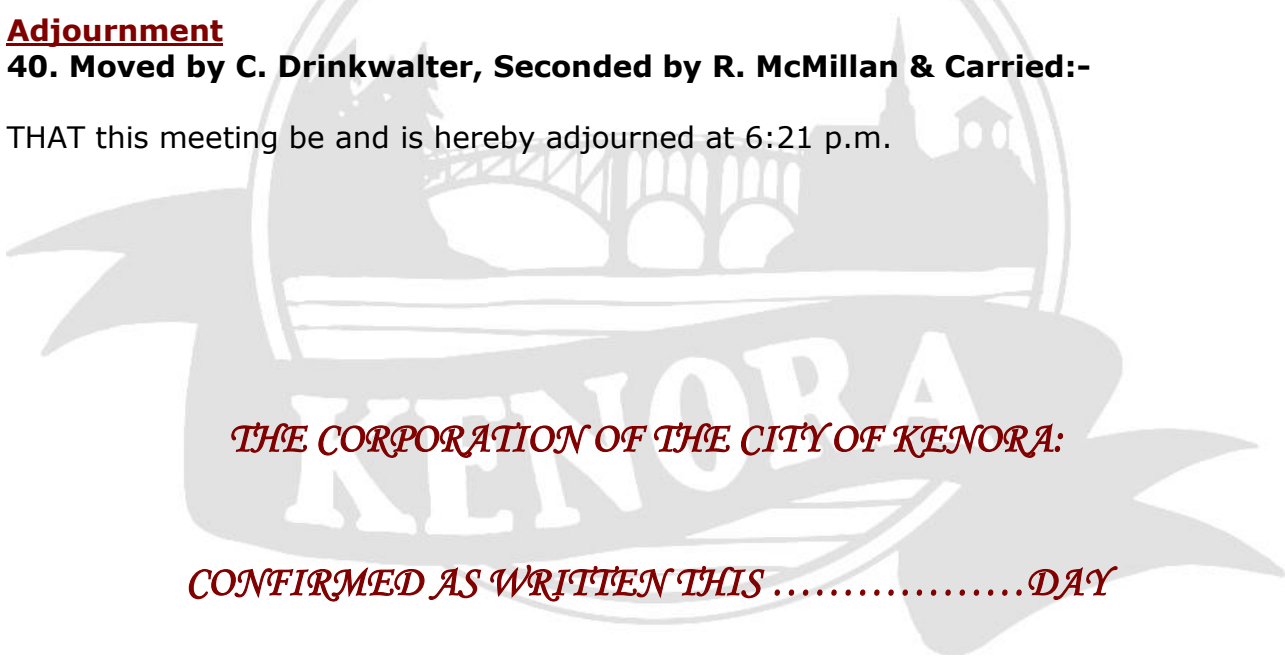 Adjournment
40. Moved by C. Drinkwalter, Seconded by R. McMillan & Carried:-
THAT this meeting be and is hereby adjourned at 6:21 p.m.
KENORA
THE CORPORATION OF THE CITY OF KENORA:
CONFIRMED AS WRITTEN THIS ..................DAY